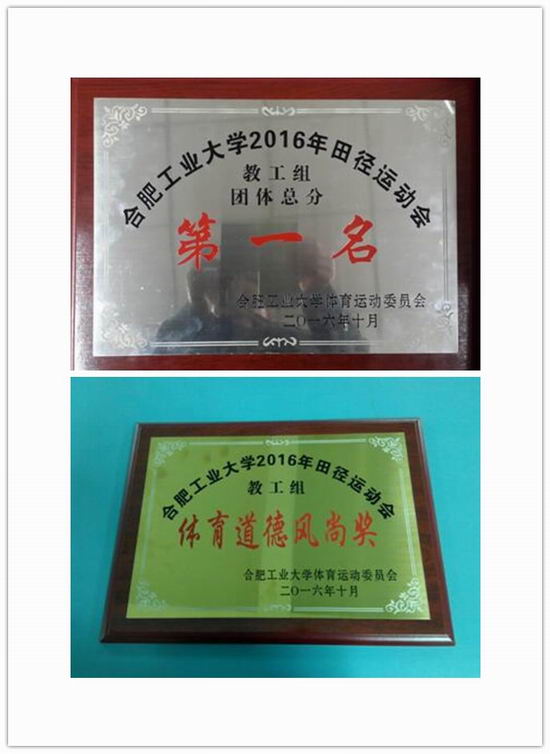 合肥工业大学2016年田径运动会
教工组
团体总分
第一名
合肥工业大学体育运动委员会
二〇一六年十月
合肥工业大学2016年田径运动会
教工组
体育道德风尚奖
合肥工业大学体育运动委员会
二〇一六年十月